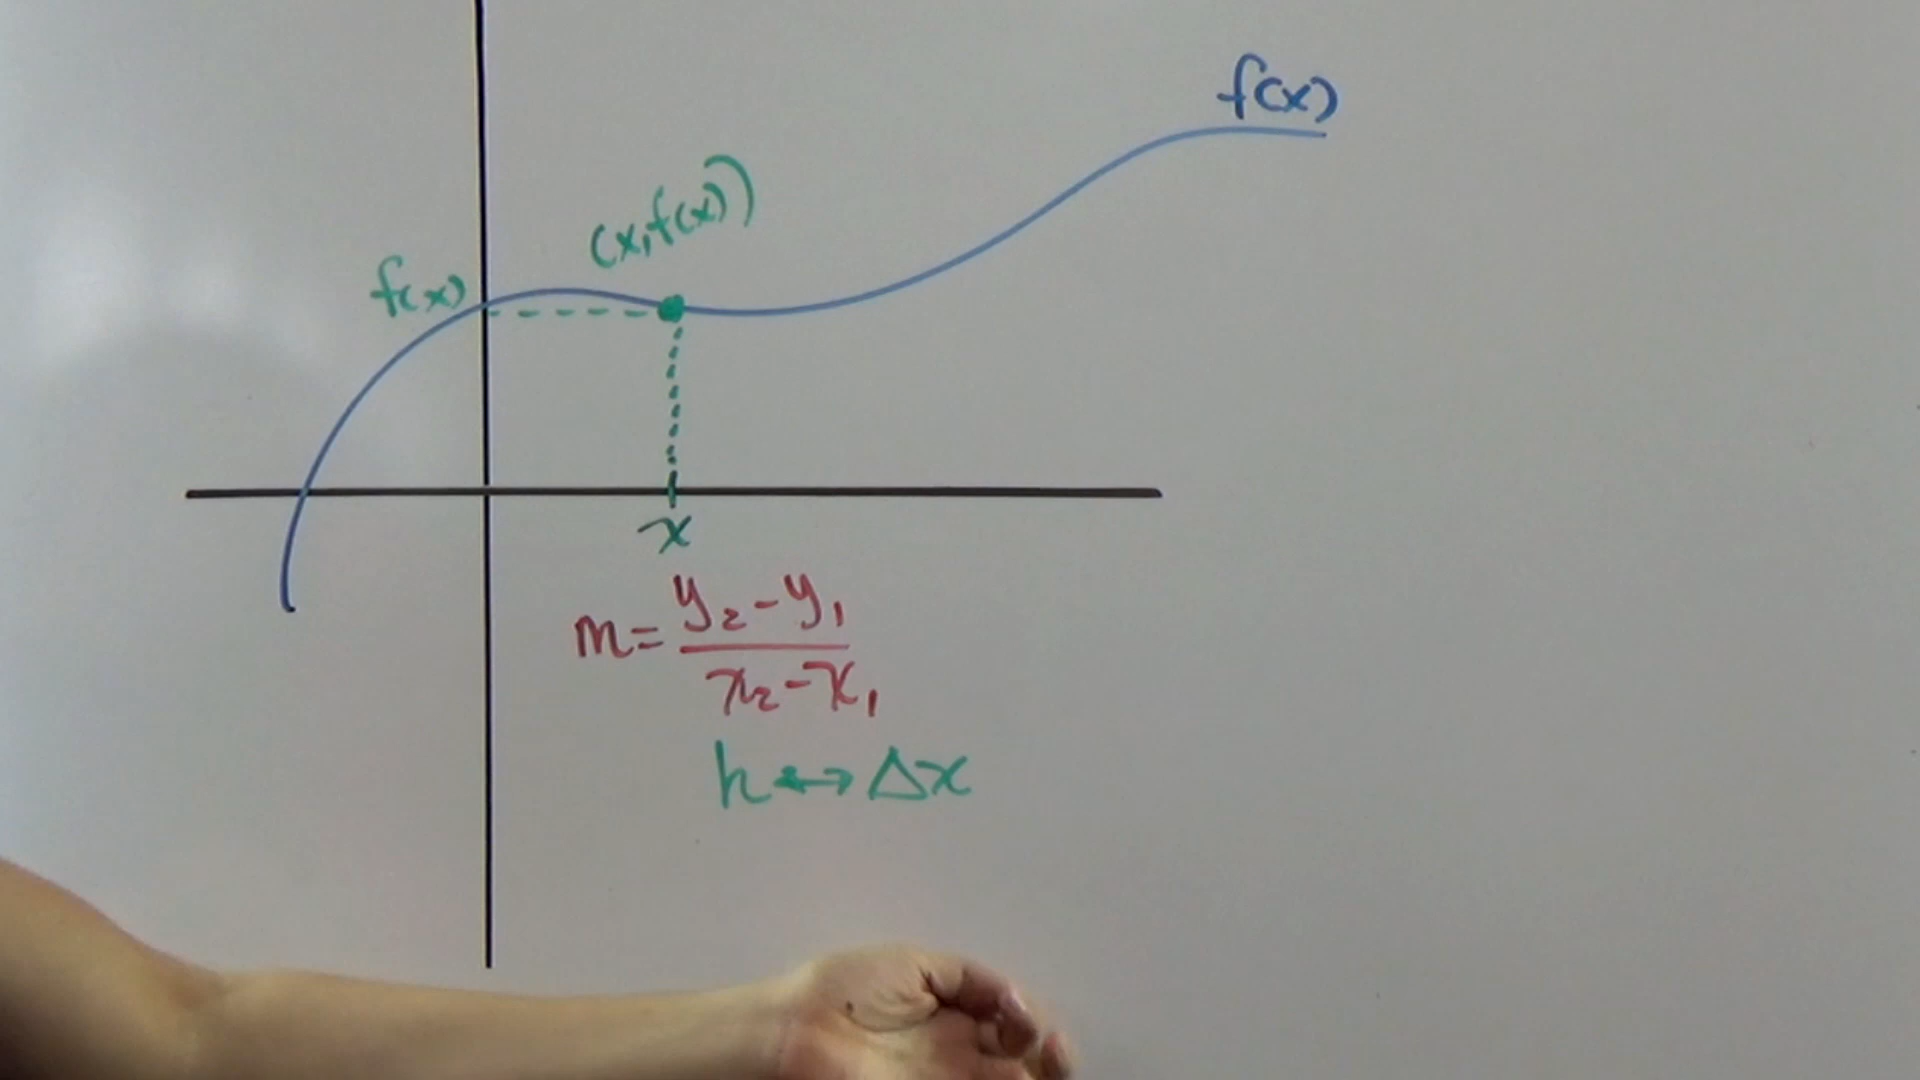 f(x)
(x,f(x))
f(x)
x
m = y₂-y₁ / x₂-x₁
h ↔ Δx